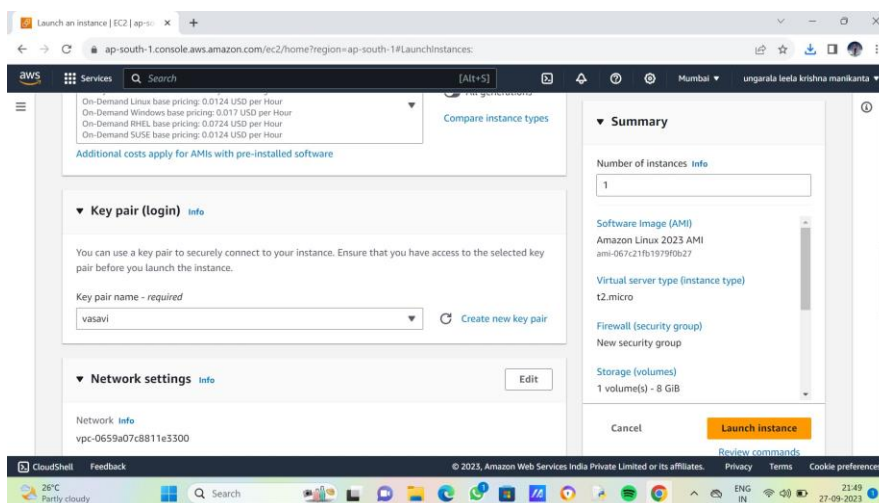 Launch an instance | EC2 | ap-so
ap-south-1.console.aws.amazon.com/ec2/home?region=ap-south-1#LaunchInstances:
aws
Services
Search
[Alt+S]
Mumbai
ungarala leela krishna manikanta
On-Demand Linux base pricing: 0.0124 USD per Hour
On-Demand Windows base pricing: 0.017 USD per Hour
On-Demand RHEL base pricing: 0.0724 USD per Hour
On-Demand SUSE base pricing: 0.0124 USD per Hour
All generations
Compare instance types
Additional costs apply for AMIs with pre-installed software
Key pair (login) Info
You can use a key pair to securely connect to your instance. Ensure that you have access to the selected key
pair before you launch the instance.
Key pair name - required
vasavi
Create new key pair
Network settings Info
Edit
Network Info
vpc-0659a07c8811e3300
Summary
Number of instances Info
1
Software Image (AMI)
Amazon Linux 2023 AMI
ami-067c21fb1979f0b27
Virtual server type (instance type)
t2.micro
Firewall (security group)
New security group
Storage (volumes)
1 volume(s) - 8 GiB
Cancel
Launch instance
Review commands
CloudShell
Feedback
© 2023, Amazon Web Services India Private Limited or its affiliates.
Privacy
Terms
Cookie preferences
26°C
Partly cloudy
Search
ENG
IN
21:49
27-09-2023